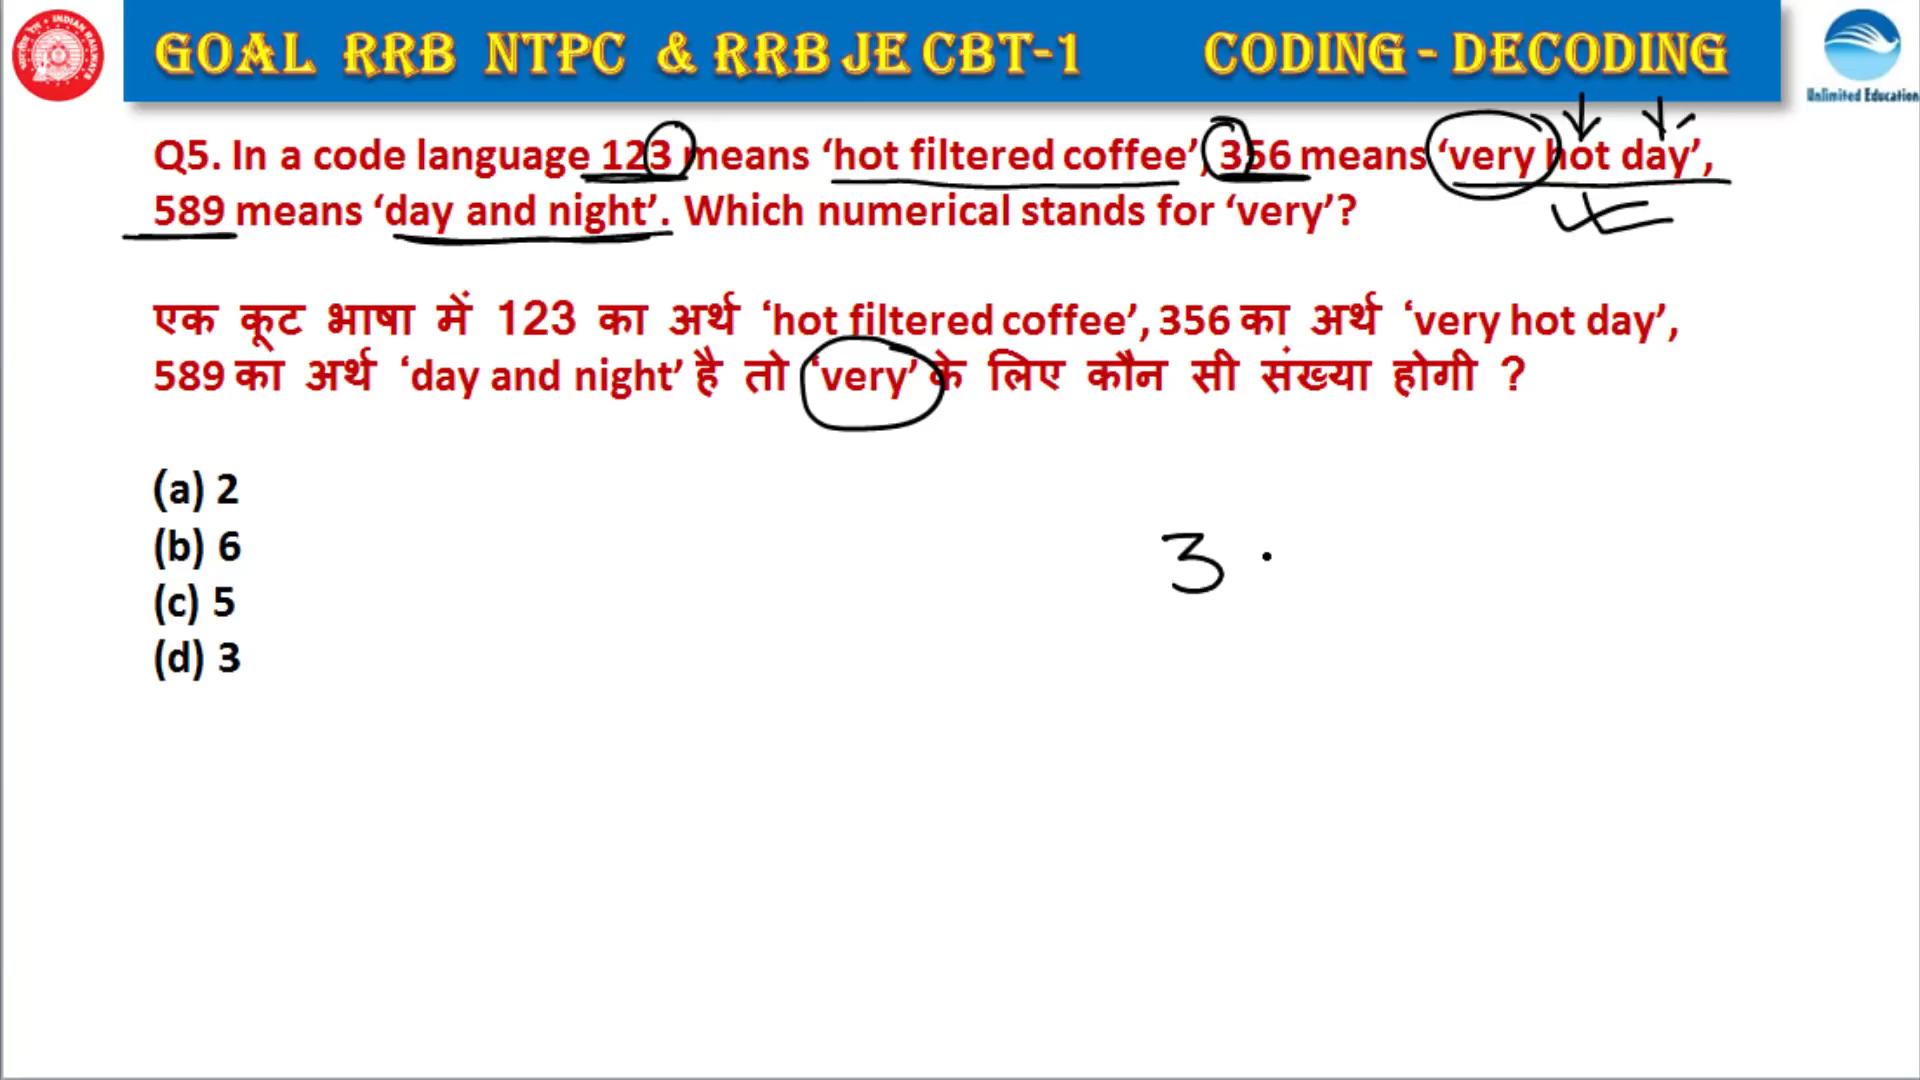 GOAL RRB NTPC & RRB JE CBT-1 CODING - DECODING
Unlimited Education
Q5. In a code language 123 means ‘hot filtered coffee’, 356 means ‘very hot day’,
589 means ‘day and night’. Which numerical stands for ‘very’?
एक कूट भाषा में 123 का अर्थ ‘hot filtered coffee’, 356 का अर्थ ‘very hot day’,
589 का अर्थ ‘day and night’ है तो ‘very’ के लिए कौन सी संख्या होगी ?
(a) 2
(b) 6
(c) 5
(d) 3
3 .